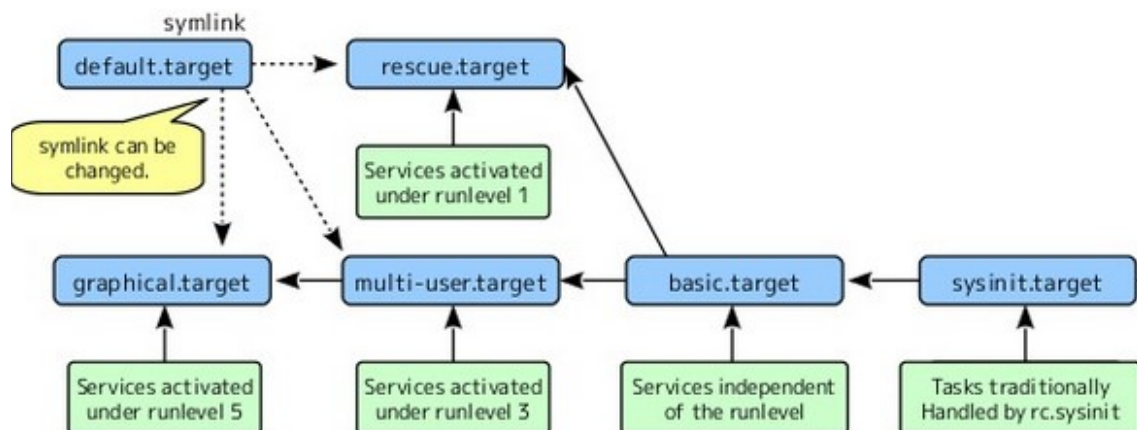 symlink
default.target
rescue.target
symlink can be
changed.
Services activated
under runlevel 1
graphical.target
multi-user.target
basic.target
sysinit.target
Services activated
under runlevel 5
Services activated
under runlevel 3
Services independent
of the runlevel
Tasks traditionally
Handled by rc.sysinit